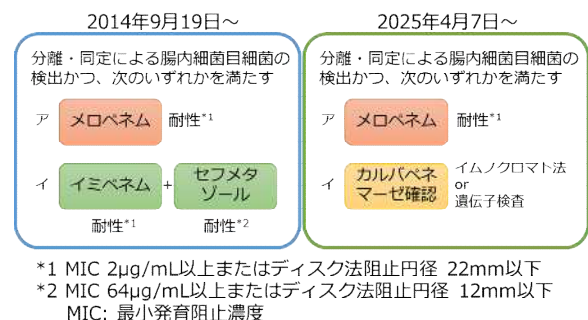 2014年9月19日～
分離・同定による腸内細菌目細菌の
検出かつ、次のいずれかを満たす
ア メロペネム 耐性*1
イ イミペネム + セフメタ
ゾール
耐性*1 耐性*2
2025年4月7日～
分離・同定による腸内細菌目細菌の
検出かつ、次のいずれかを満たす
ア メロペネム 耐性*1
イ カルバペネ
マーゼ確認
イムノクロマト法
or
遺伝子検査
*1 MIC 2μg/mL以上またはディスク法阻止円径 22mm以下
*2 MIC 64μg/mL以上またはディスク法阻止円径 12mm以下
MIC: 最小発育阻止濃度